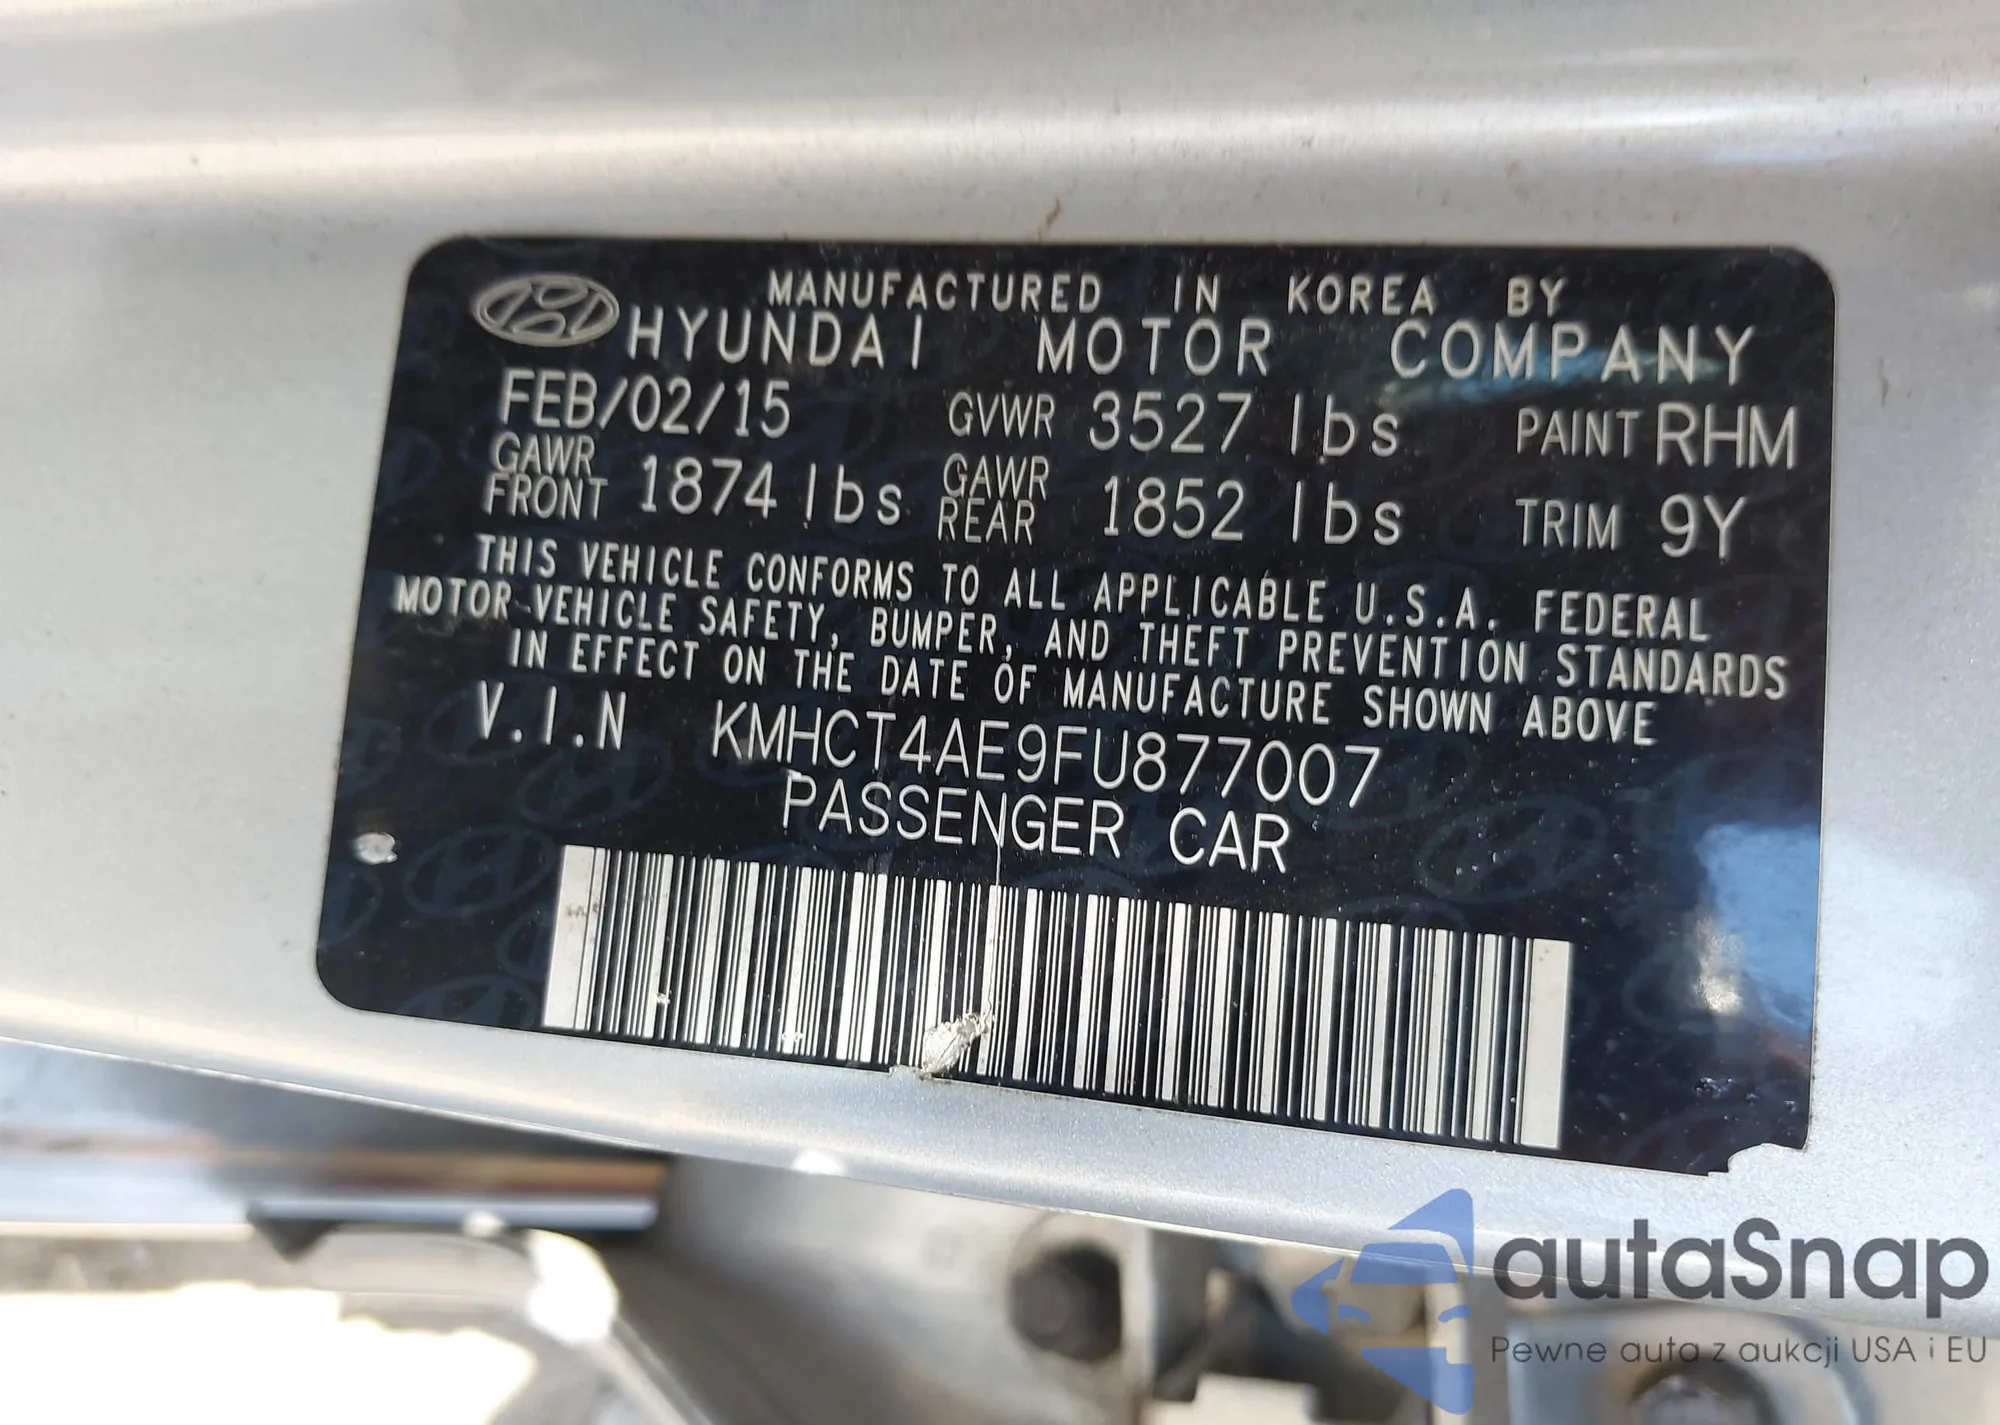 MANUFACTURED IN KOREA BY
HYUNDAI MOTOR COMPANY
FEB/02/15 GVWR 3527 lbs PAINT RHM
GAWR FRONT 1874 lbs GAWR REAR 1852 lbs TRIM 9Y
THIS VEHICLE CONFORMS TO ALL APPLICABLE U.S.A. FEDERAL
MOTOR VEHICLE SAFETY, BUMPER, AND THEFT PREVENTION STANDARDS
IN EFFECT ON THE DATE OF MANUFACTURE SHOWN ABOVE
V.I.N KMHCT4AE9FU877007
PASSENGER CAR
autaSnap
Pewne auta z aukcji USA i EU